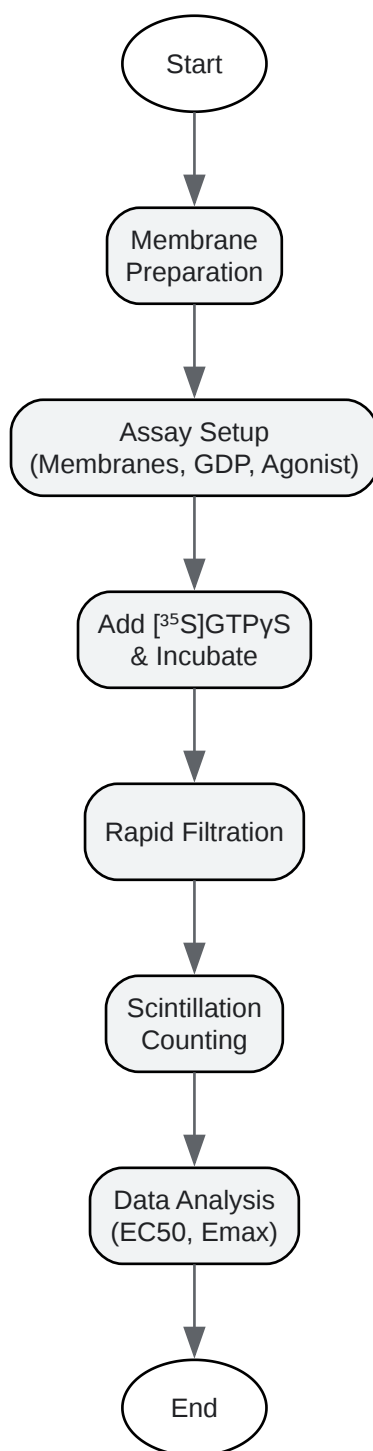 Start
Membrane
Preparation
Assay Setup
(Membranes, GDP, Agonist)
Add [³⁵S]GTPγS
& Incubate
Rapid Filtration
Scintillation
Counting
Data Analysis
(EC50, Emax)
End